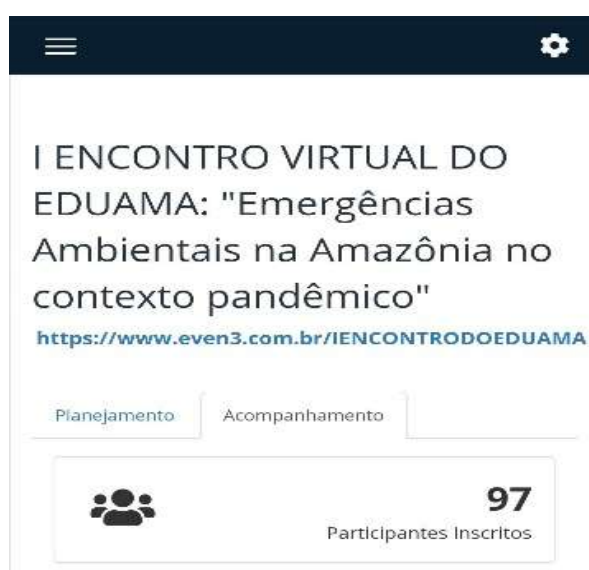 I ENCONTRO VIRTUAL DO
EDUAMA: "Emergências
Ambientais na Amazônia no
contexto pandêmico"
https://www.even3.com.br/IENCONTRODOEDUAMA
Planejamento Acompanhamento
97
Participantes Inscritos